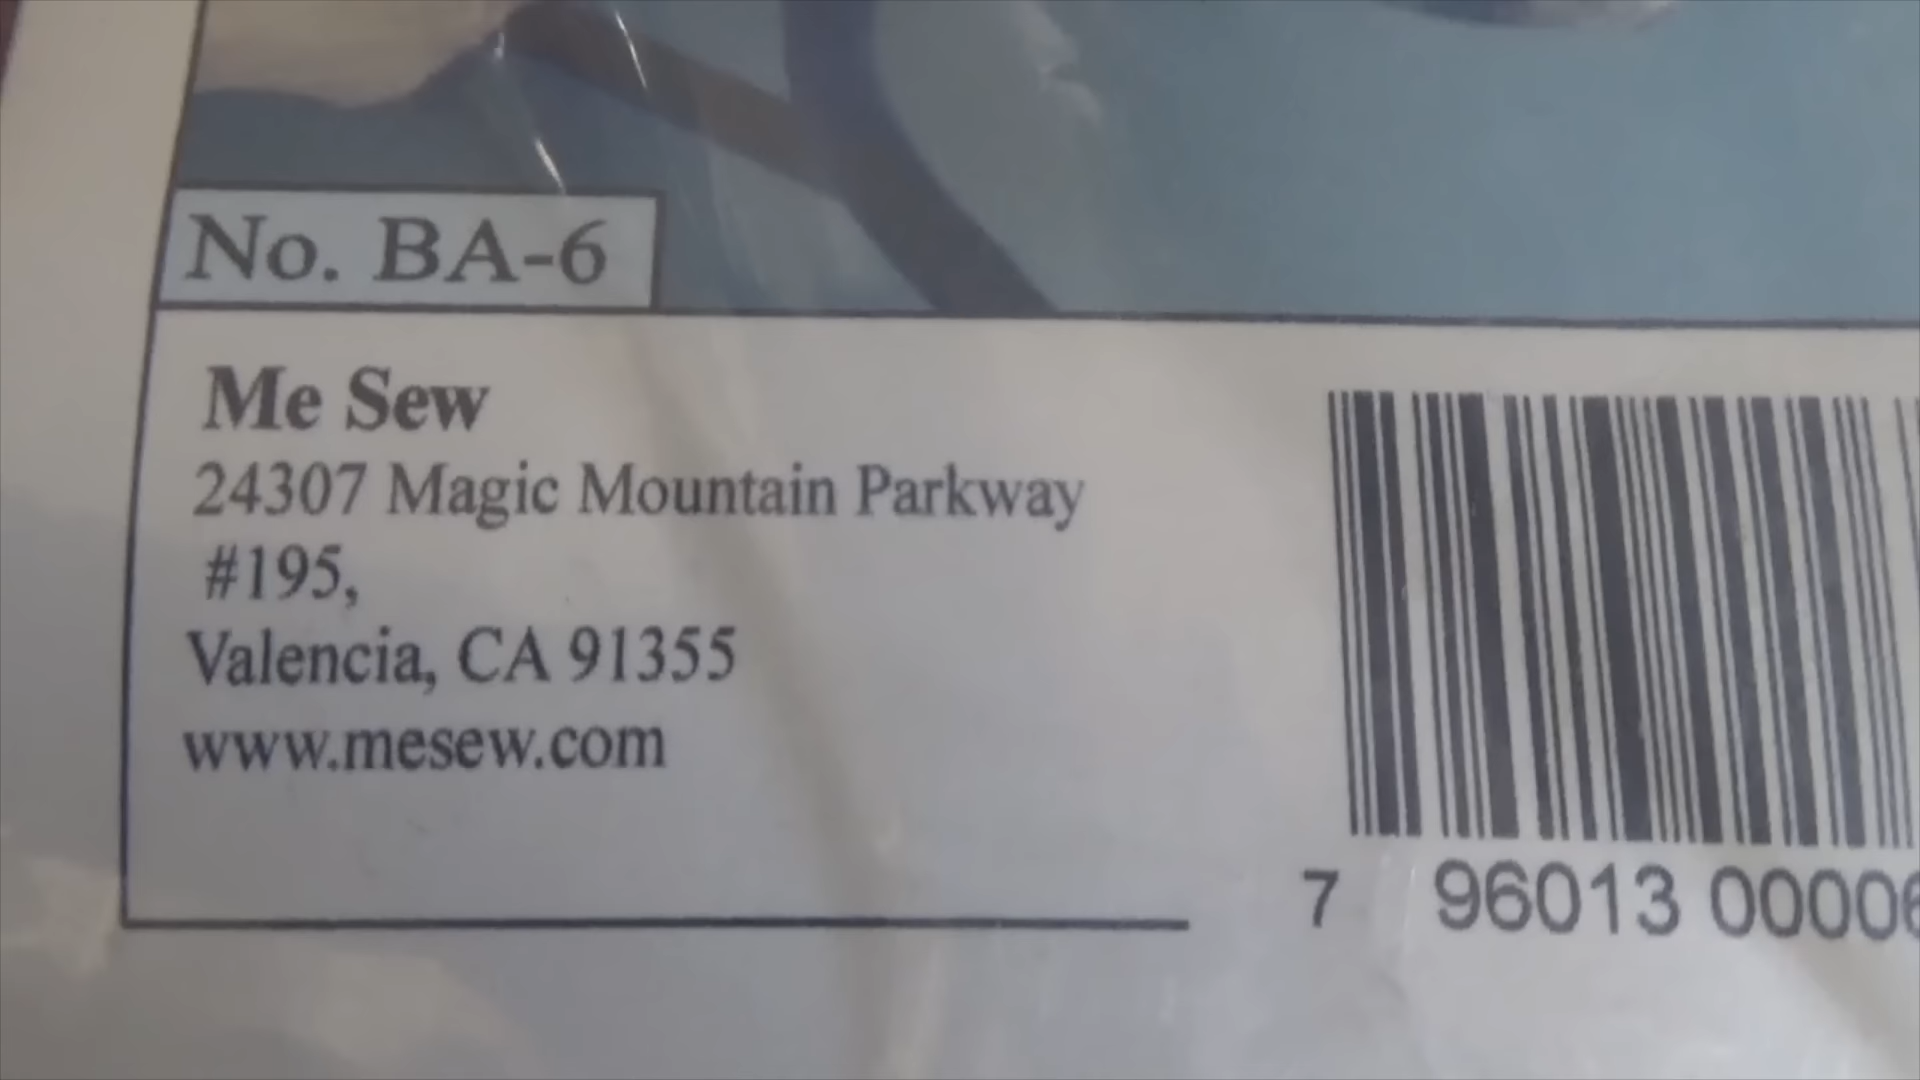 No. BA-6
Me Sew
24307 Magic Mountain Parkway
#195,
Valencia, CA 91355
www.mesew.com
7 96013 00006